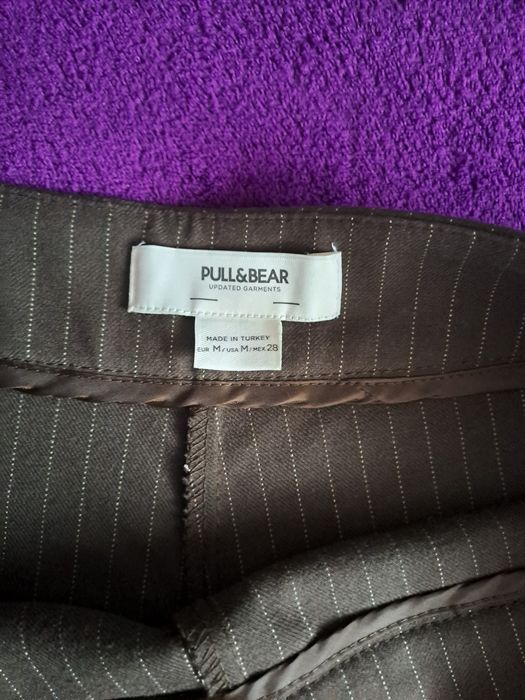 PULL&BEAR
UPDATED GARMENTS
MADE IN TURKEY
EUR M/USA M/MEX 28